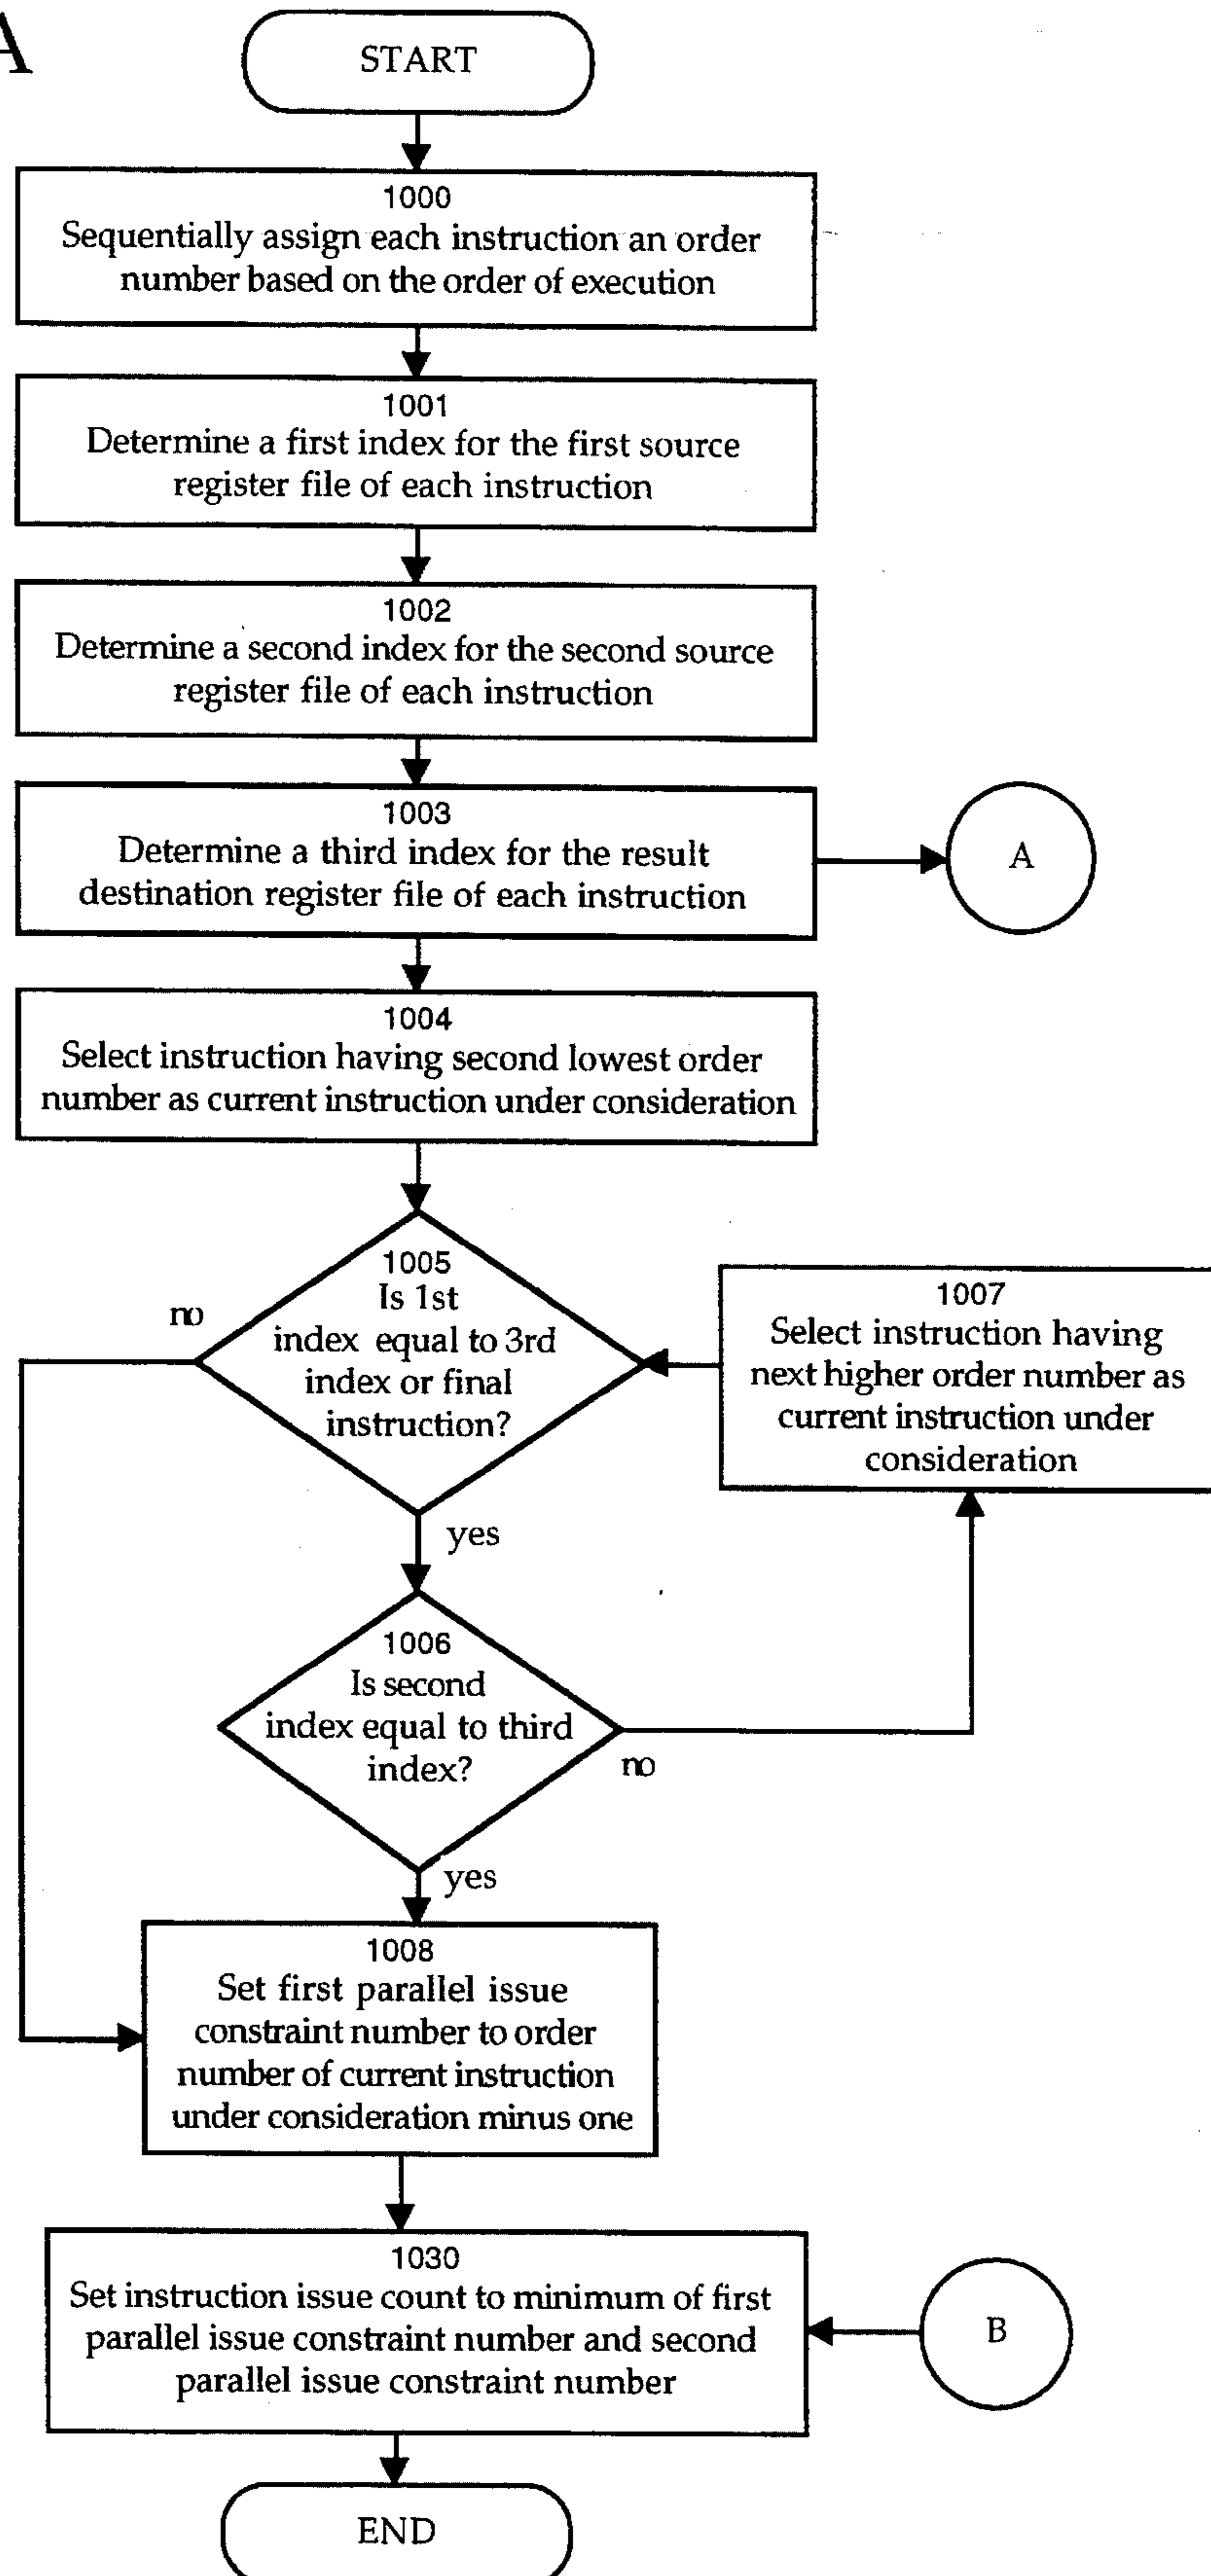 A
START
1000
Sequentially assign each instruction an order
number based on the order of execution
1001
Determine a first index for the first source
register file of each instruction
1002
Determine a second index for the second source
register file of each instruction
1003
Determine a third index for the result
destination register file of each instruction
A
1004
Select instruction having second lowest order
number as current instruction under consideration
1005
Is 1st
index equal to 3rd
index or final
instruction?
no
1007
Select instruction having
next higher order number as
current instruction under
consideration
yes
1006
Is second
index equal to third
index?
no
yes
1008
Set first parallel issue
constraint number to order
number of current instruction
under consideration minus one
1030
Set instruction issue count to minimum of first
parallel issue constraint number and second
parallel issue constraint number
B
END